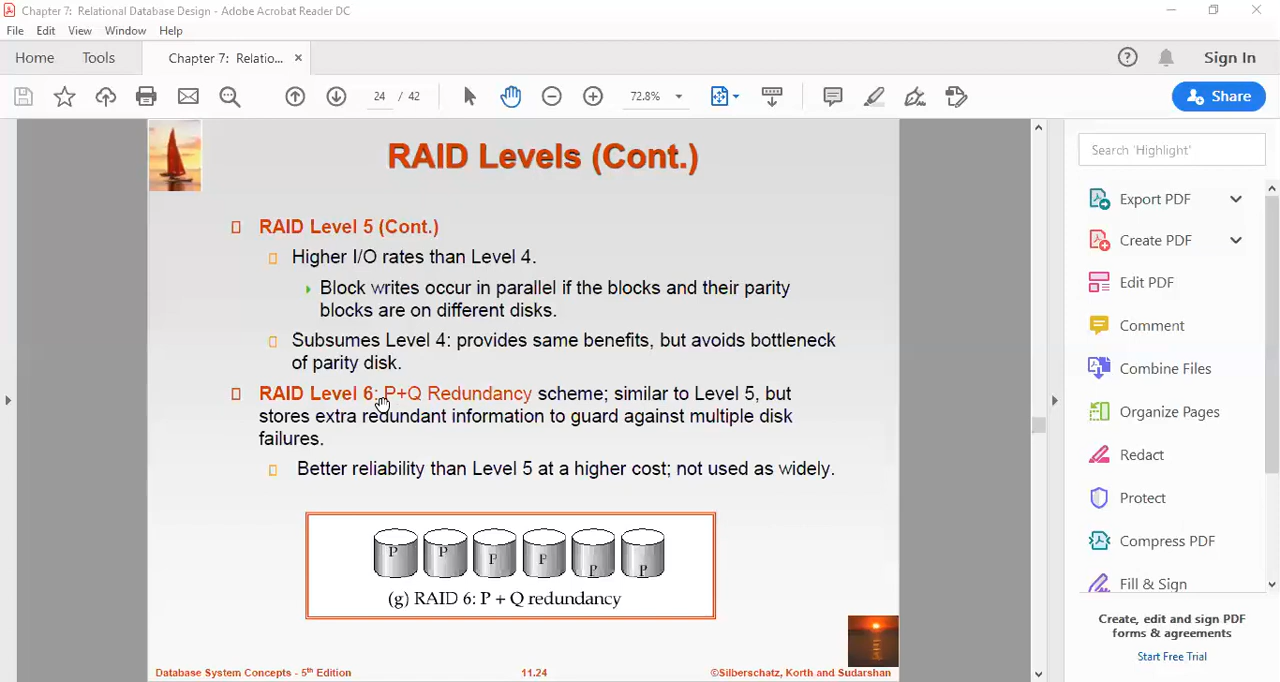 Chapter 7: Relational Database Design - Adobe Acrobat Reader DC
File Edit View Window Help
Home Tools Chapter 7: Relatio... × Sign In
24 / 42 72.8% Share
RAID Levels (Cont.)
RAID Level 5 (Cont.)
Higher I/O rates than Level 4.
Block writes occur in parallel if the blocks and their parity
blocks are on different disks.
Subsumes Level 4: provides same benefits, but avoids bottleneck
of parity disk.
RAID Level 6: P+Q Redundancy scheme; similar to Level 5, but
stores extra redundant information to guard against multiple disk
failures.
Better reliability than Level 5 at a higher cost; not used as widely.
P P P P P P
(g) RAID 6: P + Q redundancy
Database System Concepts - 5th Edition 11.24 ©Silberschatz, Korth and Sudarshan
Search 'Highlight'
Export PDF
Create PDF
Edit PDF
Comment
Combine Files
Organize Pages
Redact
Protect
Compress PDF
Fill & Sign
Create, edit and sign PDF
forms & agreements
Start Free Trial